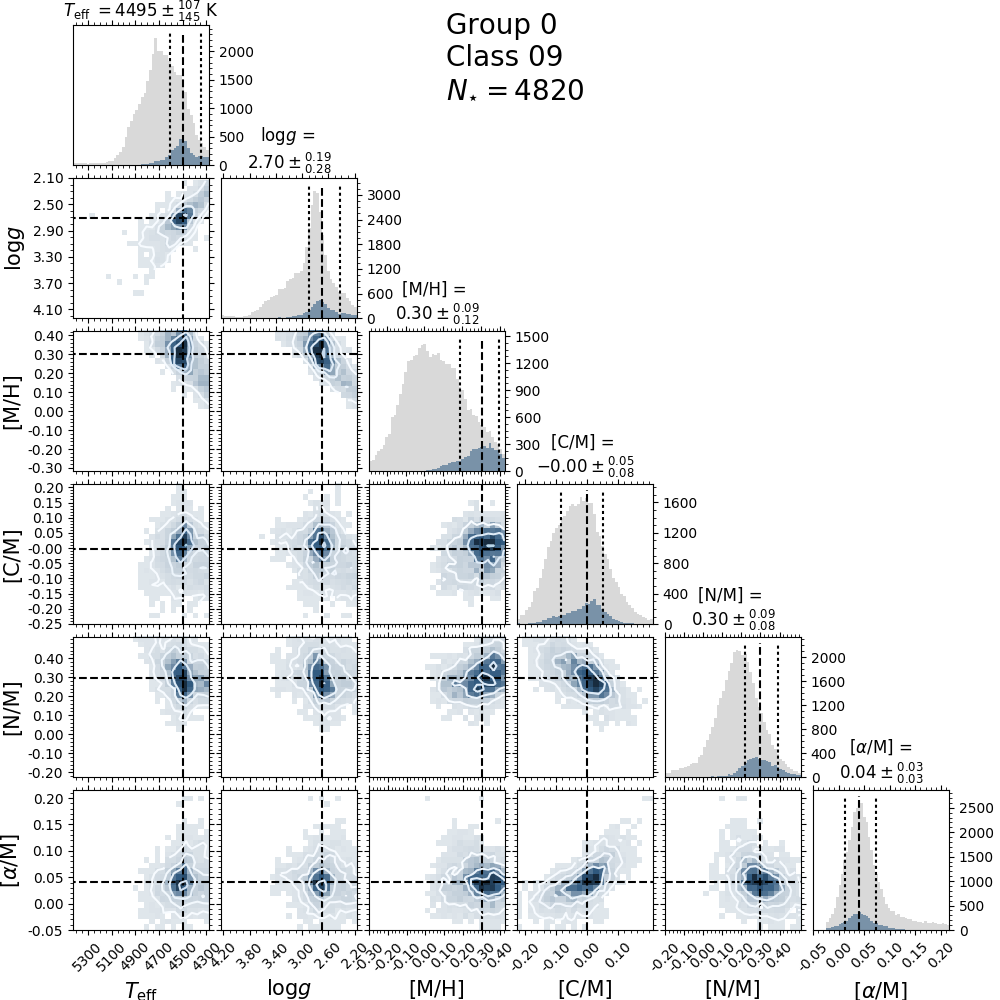 T_eff = 4495 ± 107 145 K
Group 0
Class 09
N⋆ = 4820
2000
1500
1000
500
0
logg =
2.70 ± 0.19 0.28
2.10
2.50
2.90
3.30
3.70
4.10
logg
3000
2400
1800
1200
600
0
[M/H] =
0.30 ± 0.09 0.12
0.40
0.30
0.20
0.10
0.00
-0.10
-0.20
-0.30
[M/H]
1500
1200
900
600
300
0
[C/M] =
−0.00 ± 0.05 0.08
0.20
0.15
0.10
0.05
-0.00
-0.05
-0.10
-0.15
-0.20
-0.25
[C/M]
1600
1200
800
400
0
[N/M] =
0.30 ± 0.09 0.08
0.40
0.30
0.20
0.10
0.00
-0.10
-0.20
[N/M]
2000
1600
1200
800
400
0
[α/M] =
0.04 ± 0.03 0.03
0.20
0.15
0.10
0.05
0.00
-0.05
[α/M]
2500
2000
1500
1000
500
0
5300 5100 4900 4700 4500 4300
4.20 3.80 3.40 3.00 2.60 2.20
-0.30 -0.20 -0.10 0.00 0.10 0.20 0.30 0.40
-0.20 -0.10 0.00 0.10
-0.20 -0.10 0.00 0.10 0.20 0.30 0.40
-0.05 0.00 0.05 0.10 0.15 0.20
T_eff logg [M/H] [C/M] [N/M] [α/M]